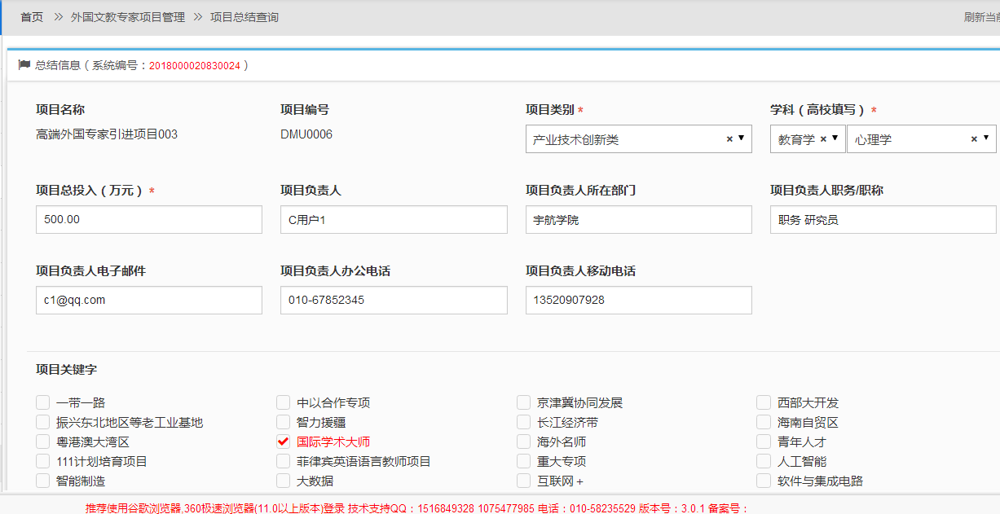 首页 >> 外国文教专家项目管理 >> 项目总结查询 刷新当前
总结信息 ( 系统编号：2018000020830024 )
项目名称 项目编号 项目类别 * 学科 ( 高校填写 ) *
高端外国专家引进项目003 DMU0006 产业技术创新类 × ▼ 教育学 × ▼ 心理学 × ▼
项目总投入 ( 万元 ) * 项目负责人 项目负责人所在部门 项目负责人职务/职称
500.00 C用户1 宇航学院 职务 研究员
项目负责人电子邮件 项目负责人办公电话 项目负责人移动电话
c1@qq.com 010-67852345 13520907928
项目关键字
一带一路 中以合作专项 京津冀协同发展 西部大开发
振兴东北地区等老工业基地 智力援疆 长江经济带 海南自贸区
粤港澳大湾区 国际学术大师 海外名师 青年人才
111计划培育项目 菲律宾英语语言教师项目 重大专项 人工智能
智能制造 大数据 互联网 + 软件与集成电路
推荐使用谷歌浏览器,360极速浏览器(11.0以上版本)登录 技术支持QQ：1516849328 1075477985 电话：010-58235529 版本号：3.0.1 备案号：